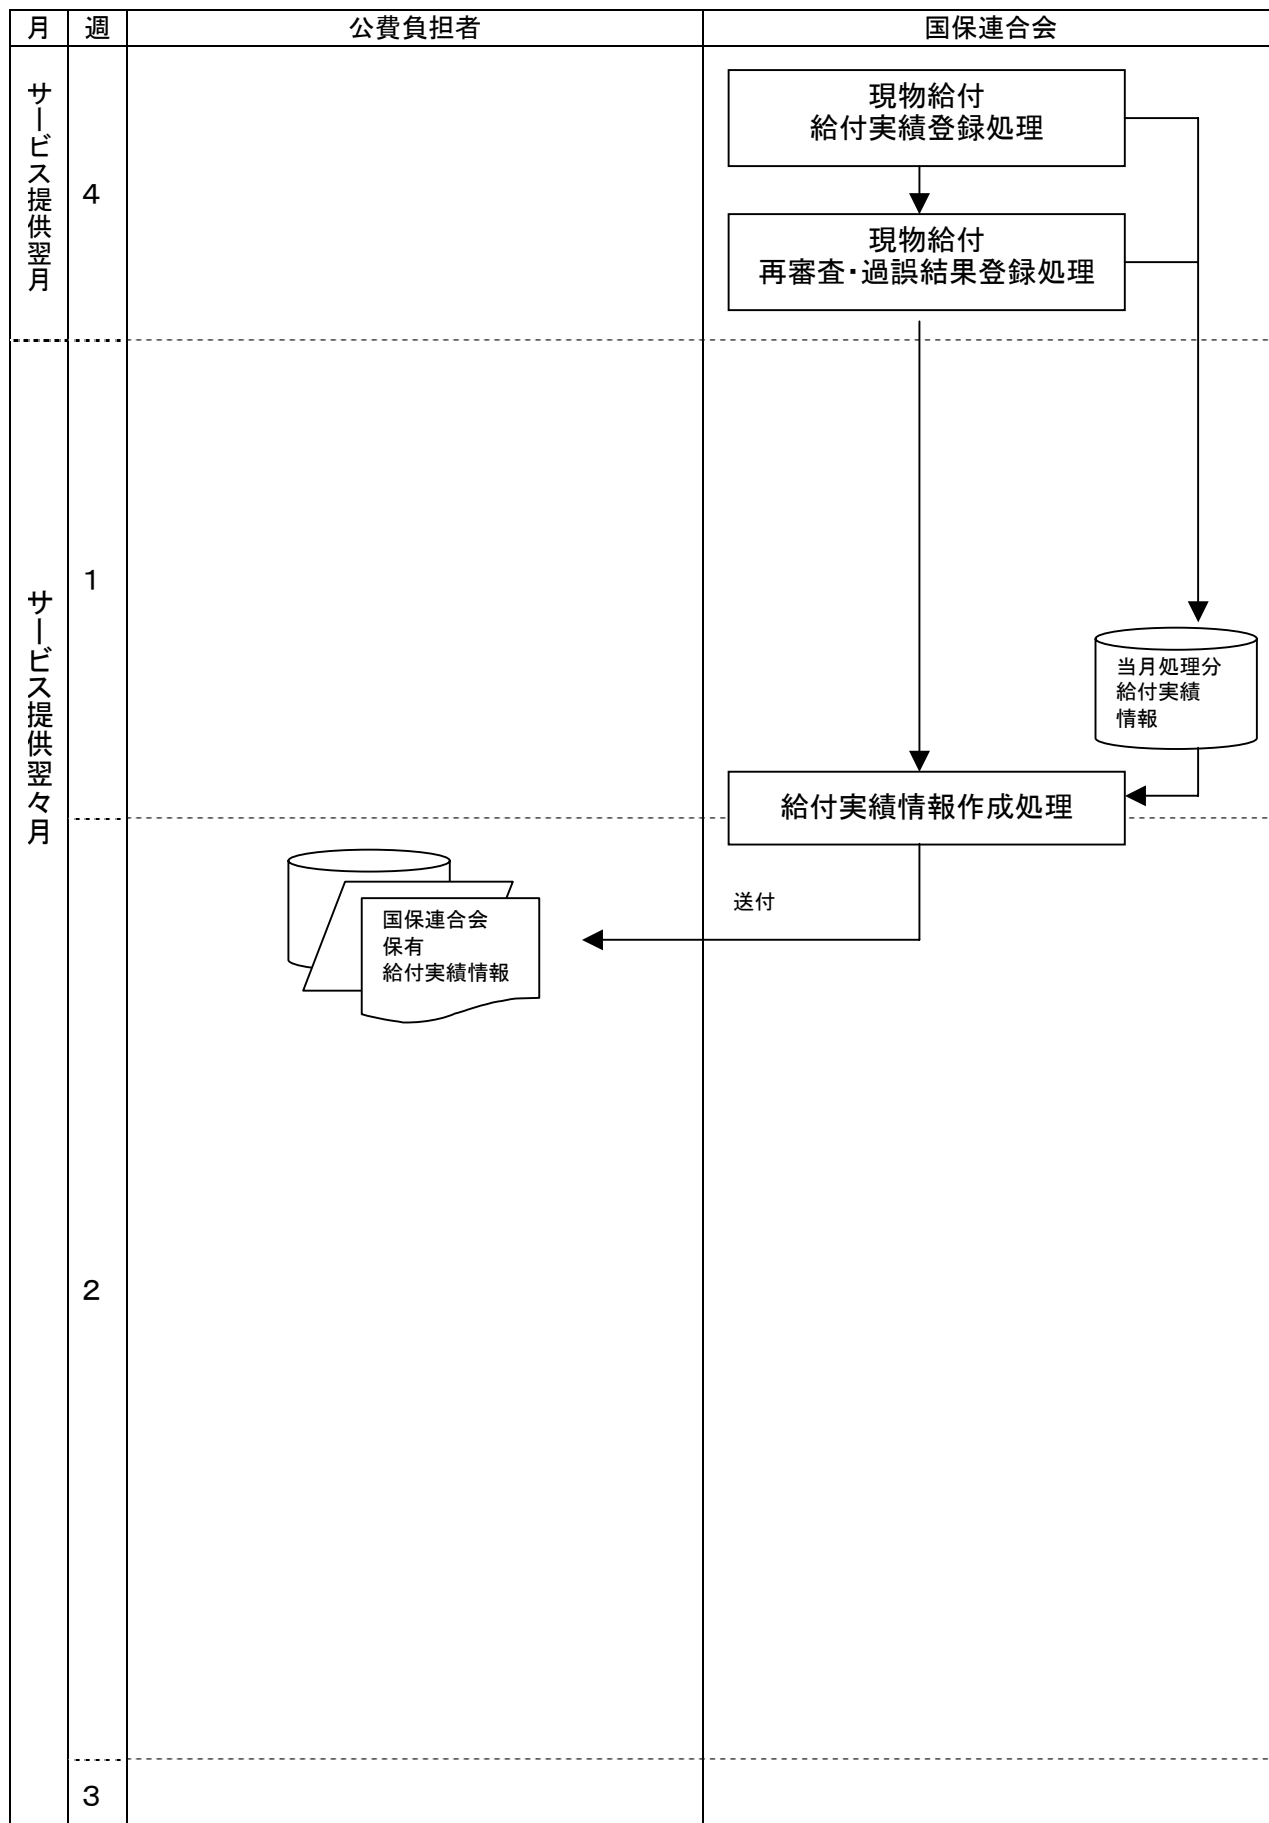 月 週 公費負担者 国保連合会
サービス提供翌月
4
現物給付
給付実績登録処理
現物給付
再審査・過誤結果登録処理
サービス提供翌々月
1
当月処理分
給付実績
情報
給付実績情報作成処理
2
送付
国保連合会
保有
給付実績情報
3